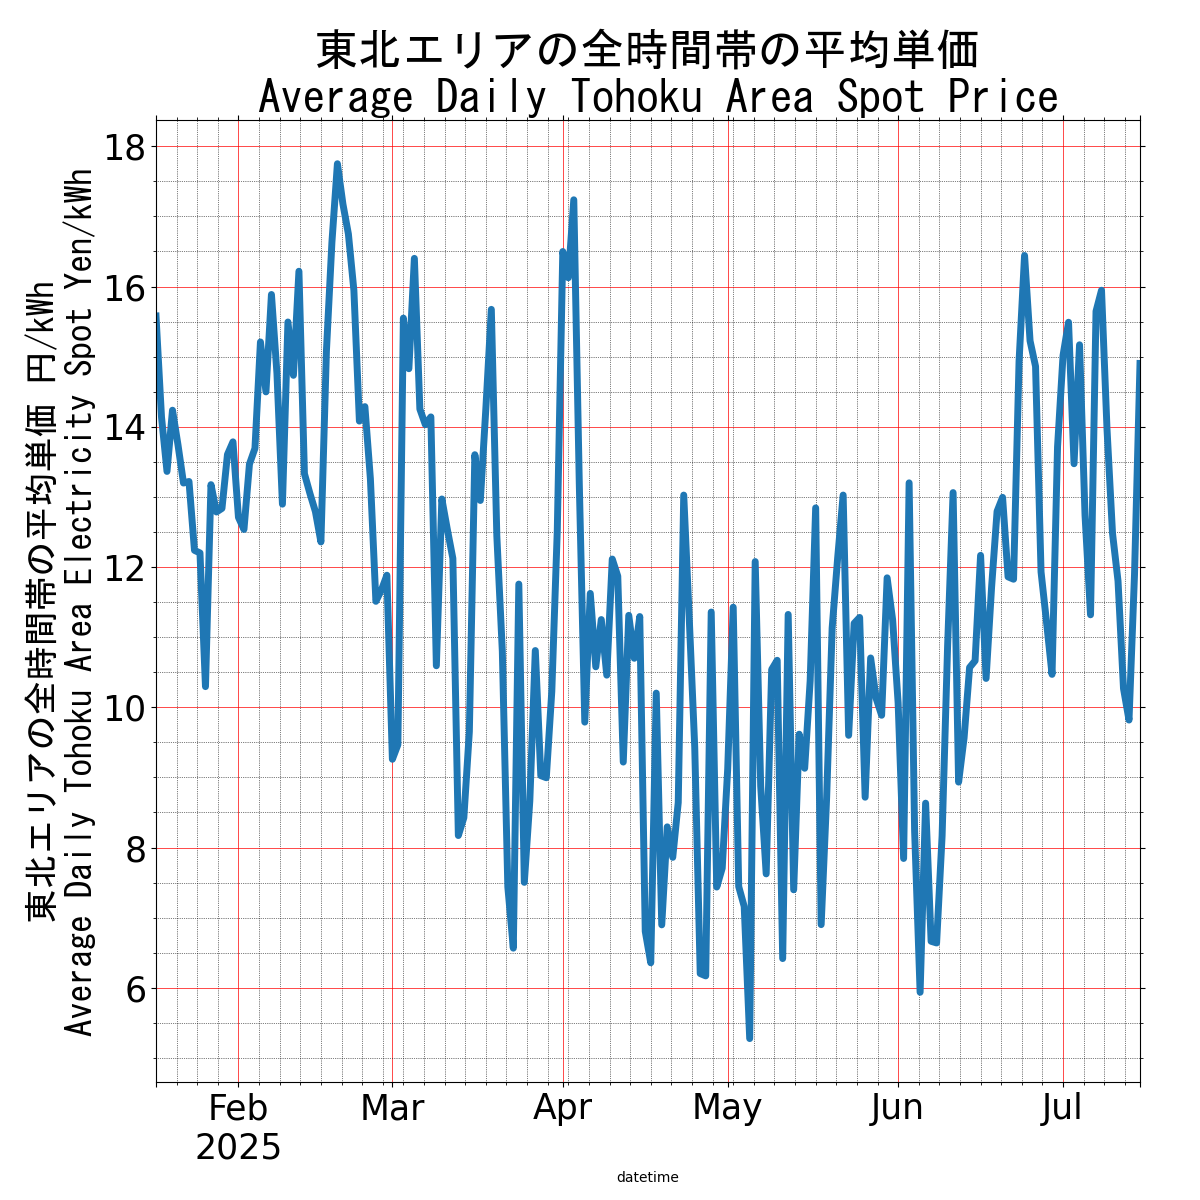 東北エリアの全時間帯の平均単価
Average Daily Tohoku Area Spot Price
東北エリアの全時間帯の平均単価 円/kWh
Average Daily Tohoku Area Electricity Spot Yen/kWh
18
16
14
12
10
8
6
Feb
2025
Mar
Apr
May
Jun
Jul
datetime